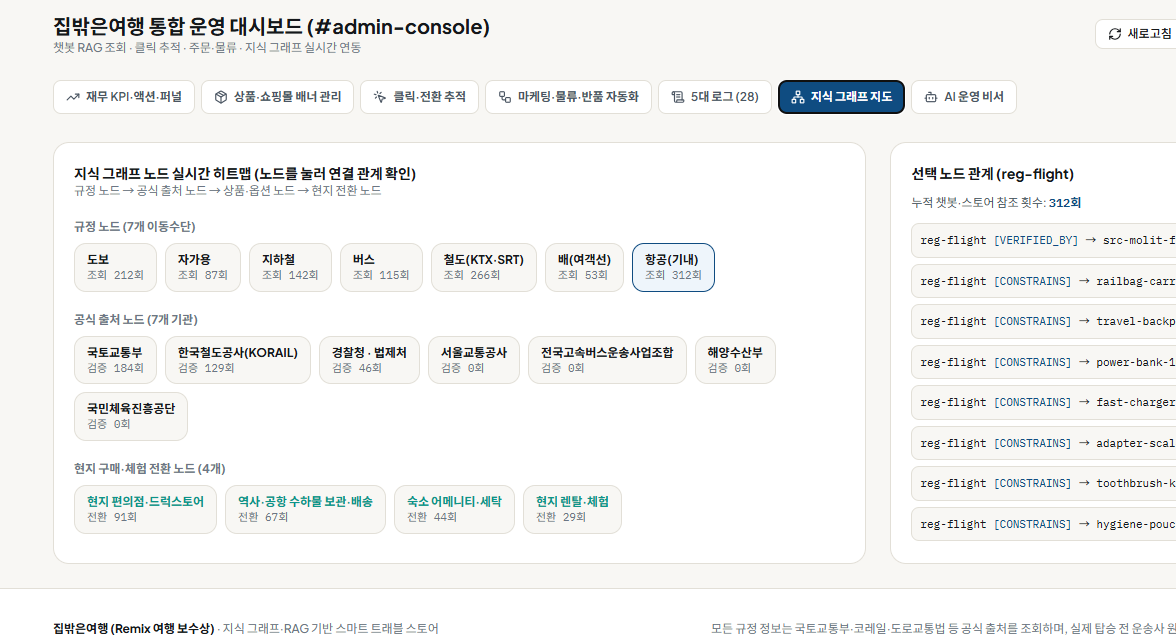 집밖은여행 통합 운영 대시보드 (#admin-console)
챗봇 RAG 조회 · 클릭 추적 · 주문·물류 · 지식 그래프 실시간 연동
새로고침
재무 KPI·액션·퍼널
상품·쇼핑몰 배너 관리
클릭·전환 추적
마케팅·물류·반품 자동화
5대 로그 (28)
지식 그래프 지도
AI 운영 비서
지식 그래프 노드 실시간 히트맵 (노드를 눌러 연결 관계 확인)
규정 노드 → 공식 출처 노드 → 상품·옵션 노드 → 현지 전환 노드
규정 노드 (7개 이동수단)
도보
조회 212회
자가용
조회 87회
지하철
조회 142회
버스
조회 115회
철도(KTX·SRT)
조회 266회
배(여객선)
조회 53회
항공(기내)
조회 312회
공식 출처 노드 (7개 기관)
국토교통부
검증 184회
한국철도공사(KORAIL)
검증 129회
경찰청 · 법제처
검증 46회
서울교통공사
검증 0회
전국고속버스운송사업조합
검증 0회
해양수산부
검증 0회
국민체육진흥공단
검증 0회
현지 구매·체험 전환 노드 (4개)
현지 편의점·드럭스토어
전환 91회
역사·공항 수하물 보관·배송
전환 67회
숙소 어메니티·세탁
전환 44회
현지 렌탈·체험
전환 29회
선택 노드 관계 (reg-flight)
누적 챗봇·스토어 참조 횟수: 312회
reg-flight [VERIFIED_BY] → src-molit-f
reg-flight [CONSTRAINS] → railbag-carr
reg-flight [CONSTRAINS] → travel-backp
reg-flight [CONSTRAINS] → power-bank-1
reg-flight [CONSTRAINS] → fast-charger
reg-flight [CONSTRAINS] → adapter-scal
reg-flight [CONSTRAINS] → toothbrush-k
reg-flight [CONSTRAINS] → hygiene-pouc
집밖은여행 (Remix 여행 보수상) · 지식 그래프·RAG 기반 스마트 트래블 스토어
모든 규정 정보는 국토교통부·코레일·도로교통법 등 공식 출처를 조회하며, 실제 탑승 전 운송사 원